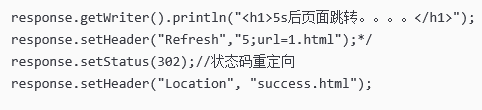 response.getWriter().println("<h1>5s后页面跳转。。。。</h1>");
response.setHeader("Refresh","5;url=1.html");*/
response.setStatus(302);//状态码重定向
response.setHeader("Location", "success.html");